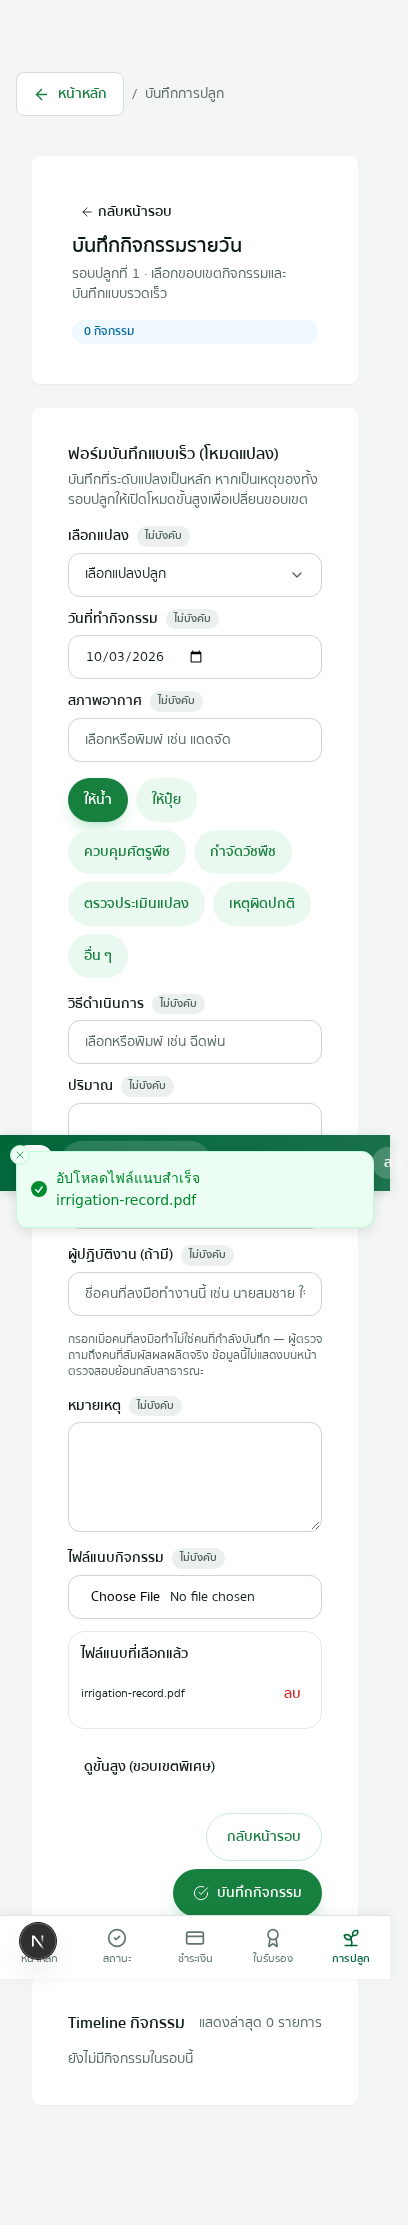 หน้าหลัก / บันทึกการปลูก
กลับหน้ารอบ
บันทึกกิจกรรมรายวัน
รอบปลูกที่ 1 · เลือกขอบเขตกิจกรรมและ
บันทึกแบบรวดเร็ว
0 กิจกรรม
ฟอร์มบันทึกแบบเร็ว (โหมดแปลง)
บันทึกที่ระดับแปลงเป็นหลัก หากเป็นเหตุของทั้ง
รอบปลูกให้เปิดโหมดขั้นสูงเพื่อเปลี่ยนขอบเขต
เลือกแปลง ไม่บังคับ
เลือกแปลงปลูก
วันที่ทำกิจกรรม ไม่บังคับ
10/03/2026
สภาพอากาศ ไม่บังคับ
เลือกหรือพิมพ์ เช่น แดดจัด
ให้น้ำ ให้ปุ๋ย
ควบคุมศัตรูพืช กำจัดวัชพืช
ตรวจประเมินแปลง เหตุผิดปกติ
อื่น ๆ
วิธีดำเนินการ ไม่บังคับ
เลือกหรือพิมพ์ เช่น ฉีดพ่น
ปริมาณ ไม่บังคับ
อัปโหลดไฟล์แนบสำเร็จ
irrigation-record.pdf
ผู้ปฏิบัติงาน (ถ้ามี) ไม่บังคับ
ชื่อคนที่ลงมือทำงานนี้ เช่น นายสมชาย
กรอกเมื่อคนที่ลงมือทำไม่ใช่คนที่กำลังบันทึก — ผู้ตรวจ
ถามถึงคนที่สัมผัสผลผลิตจริง ข้อมูลนี้ไม่แสดงบนหน้า
ตรวจสอบย้อนกลับสาธารณะ
หมายเหตุ ไม่บังคับ
ไฟล์แนบกิจกรรม ไม่บังคับ
Choose File No file chosen
ไฟล์แนบที่เลือกแล้ว
irrigation-record.pdf ลบ
ดูขั้นสูง (ขอบเขตพิเศษ)
กลับหน้ารอบ
บันทึกกิจกรรม
N
สถานะ ชำระเงิน ใบรับรอง การปลูก
Timeline กิจกรรม แสดงล่าสุด 0 รายการ
ยังไม่มีกิจกรรมในรอบนี้